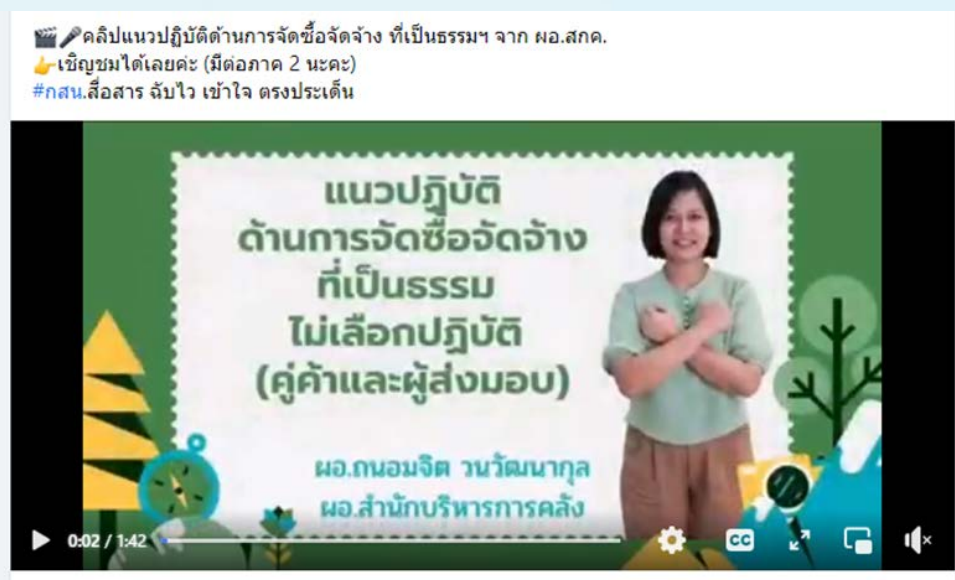 🎬🎤คลิปแนวปฏิบัติด้านการจัดซื้อจัดจ้าง ที่เป็นธรรมฯ จาก ผอ.สกค.
👉เชิญชมได้เลยค่ะ (มีต่อภาค 2 นะคะ)
#กสน.สื่อสาร ฉับไว เข้าใจ ตรงประเด็น
แนวปฏิบัติ
ด้านการจัดซื้อจัดจ้าง
ที่เป็นธรรม
ไม่เลือกปฏิบัติ
(คู่ค้าและผู้ส่งมอบ)
ผอ.ถนอมจิต วนวัฒนากุล
ผอ.สำนักบริหารการคลัง
0:02 / 1:42 CC